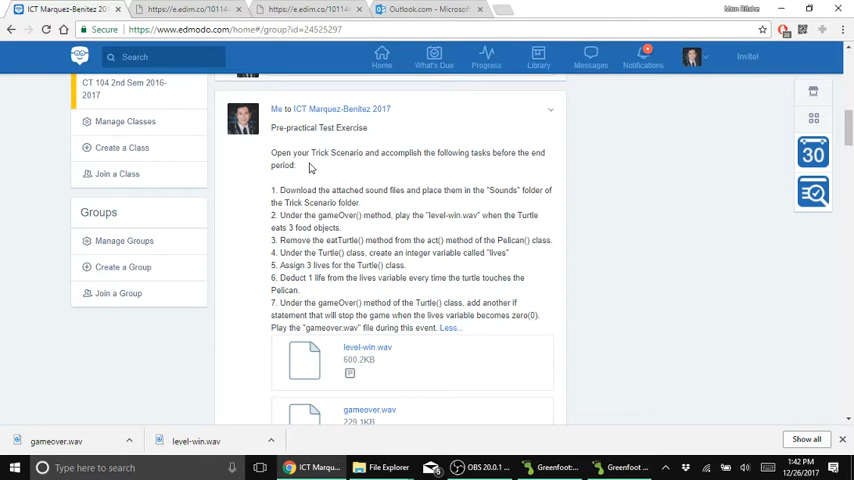 ICT Marquez-Benitez 2017
https://e.edim.co/10114
https://e.edim.co/10114
Outlook.com - Microsof
Secure
https://www.edmodo.com/home#/group?id=24525297
Search
Home
What's Due
Progress
Library
Messages
Notifications
Invite!
CT 104 2nd Sem 2016-
2017
Manage Classes
Create a Class
Join a Class
Groups
Manage Groups
Create a Group
Join a Group
Me to ICT Marquez-Benitez 2017
Pre-practical Test Exercise
Open your Trick Scenario and accomplish the following tasks before the end
period:
1. Download the attached sound files and place them in the "Sounds" folder of
the Trick Scenario folder.
2. Under the gameOver() method, play the "level-win.wav" when the Turtle
eats 3 food objects.
3. Remove the eatTurtle() method from the act() method of the Pelican() class.
4. Under the Turtle() class, create an integer variable called "lives"
5. Assign 3 lives for the Turtle() class.
6. Deduct 1 life from the lives variable every time the turtle touches the
Pelican.
7. Under the gameOver() method of the Turtle() class, add another if
statement that will stop the game when the lives variable becomes zero(0).
Play the "gameover.wav" file during this event. Less...
level-win.wav
600.2KB
gameover.wav
229.1KB
30
gameover.wav
level-win.wav
Show all
Type here to search
ICT Marqu...
File Explorer
OBS 20.0.1 ...
Greenfoot:...
Greenfoot ...
1:42 PM
12/26/2017